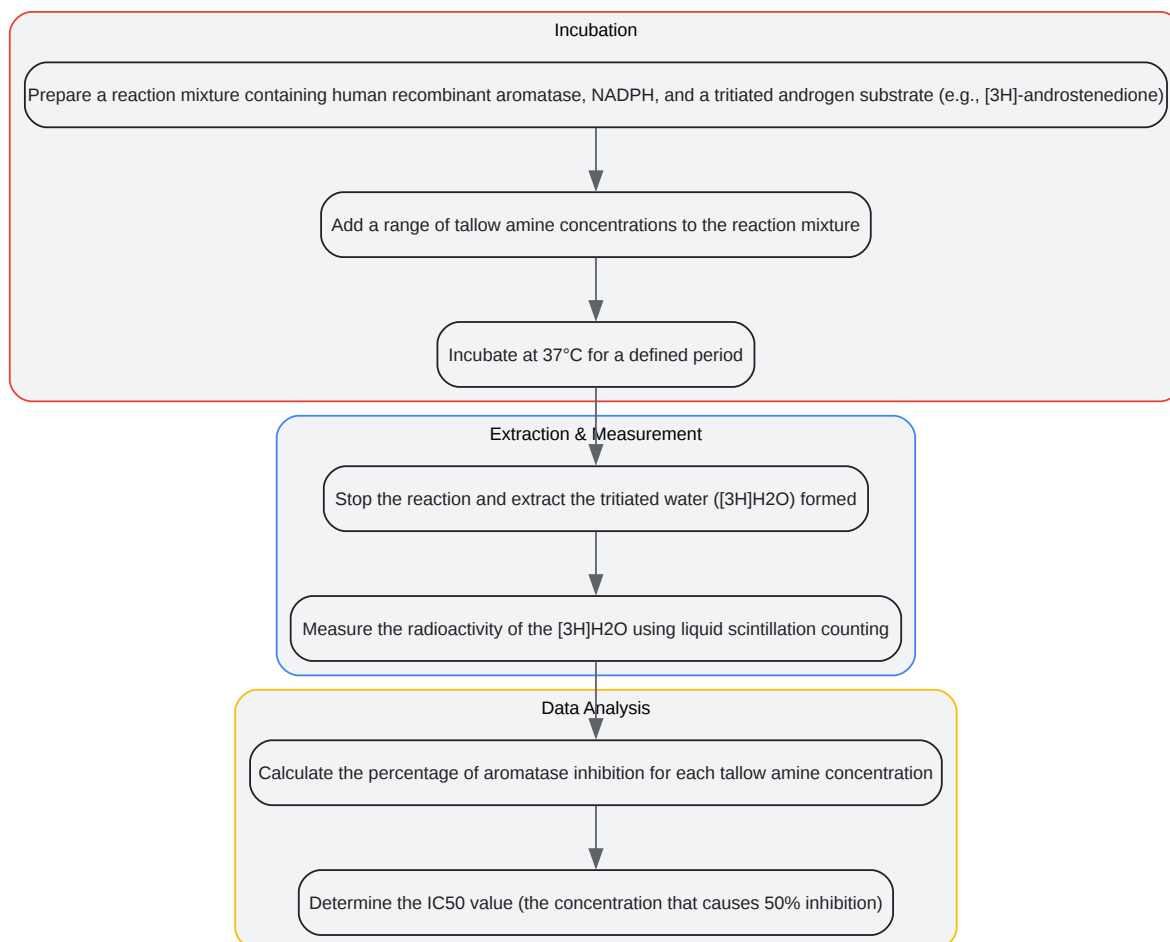 Incubation
Prepare a reaction mixture containing human recombinant aromatase, NADPH, and a tritiated androgen substrate (e.g., [3H]-androstenedione)
Add a range of tallow amine concentrations to the reaction mixture
Incubate at 37°C for a defined period
Extraction & Measurement
Stop the reaction and extract the tritiated water ([3H]H2O) formed
Measure the radioactivity of the [3H]H2O using liquid scintillation counting
Data Analysis
Calculate the percentage of aromatase inhibition for each tallow amine concentration
Determine the IC50 value (the concentration that causes 50% inhibition)